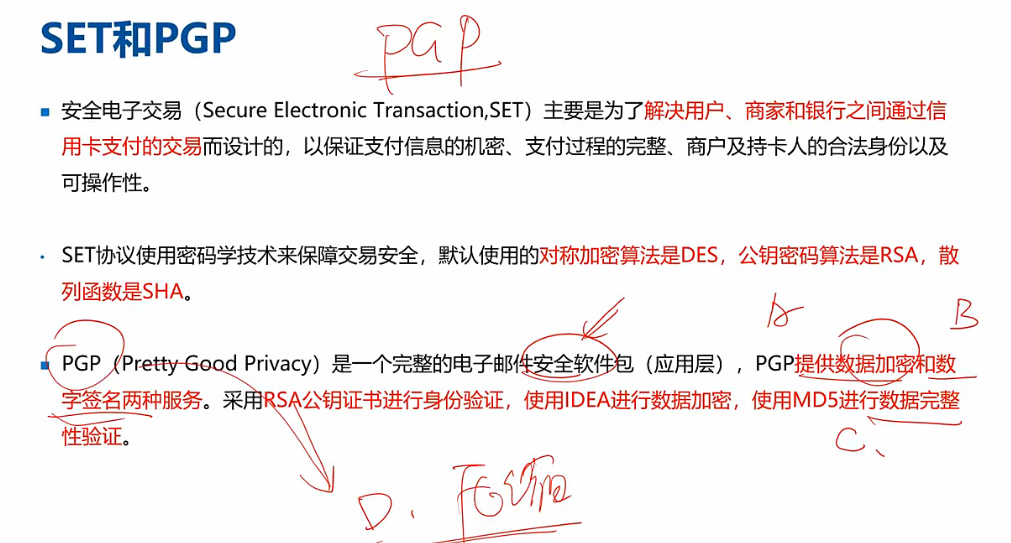 SET和PGP
PGP
安全电子交易（Secure Electronic Transaction,SET）主要是为了解决用户、商家和银行之间通过信
用卡支付的交易而设计的，以保证支付信息的机密、支付过程的完整、商户及持卡人的合法身份以及
可操作性。
SET协议使用密码学技术来保障交易安全，默认使用的对称加密算法是DES，公钥密码算法是RSA，散
列函数是SHA。
A B
PGP（Pretty Good Privacy）是一个完整的电子邮件安全软件包（应用层），PGP提供数据加密和数
字签名两种服务。采用RSA公钥证书进行身份验证，使用IDEA进行数据加密，使用MD5进行数据完整
性验证。
C、
D、